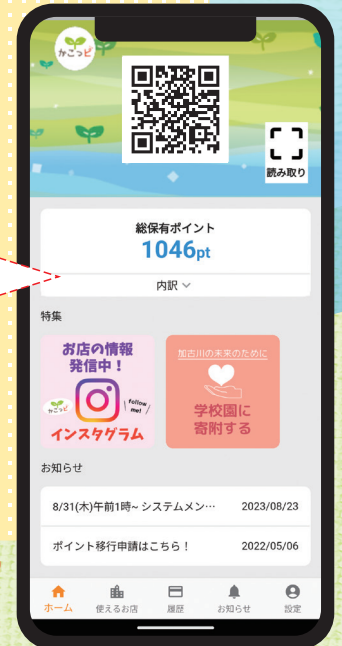 かこっピ
読み取り
総保有ポイント
1046pt
内訳
特集
お店の情報
発信中！
かこっピ
Follow
me!
インスタグラム
加古川の未来のために
学校園に
寄附する
お知らせ
8/31(木)午前1時~ システムメン… 2023/08/23
ポイント移行申請はこちら！ 2022/05/06
ホーム 使えるお店 履歴 お知らせ 設定